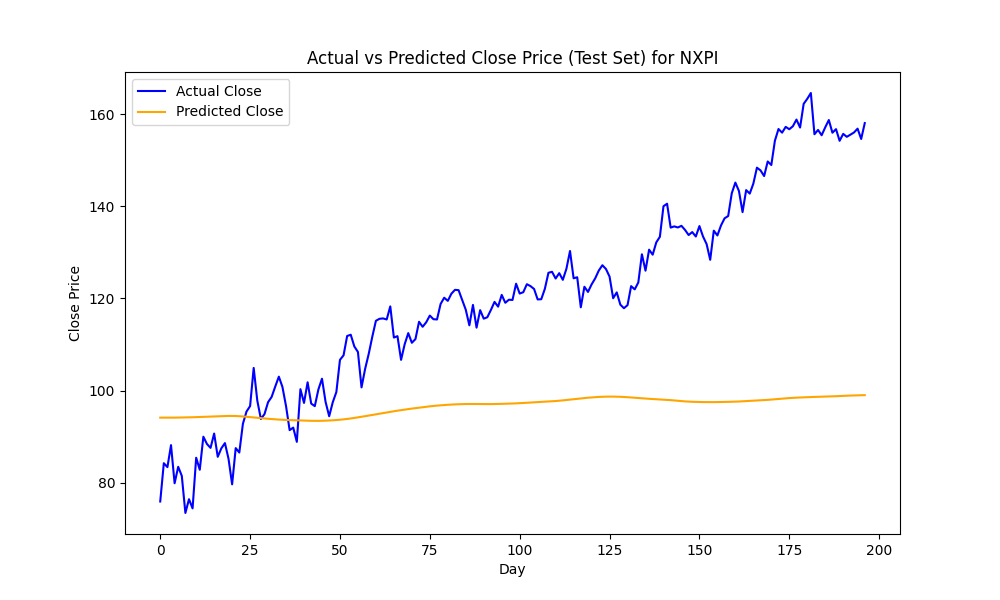 Actual vs Predicted Close Price (Test Set) for NXPI
Actual Close
Predicted Close
Close Price
160
140
120
100
80
0 25 50 75 100 125 150 175 200
Day